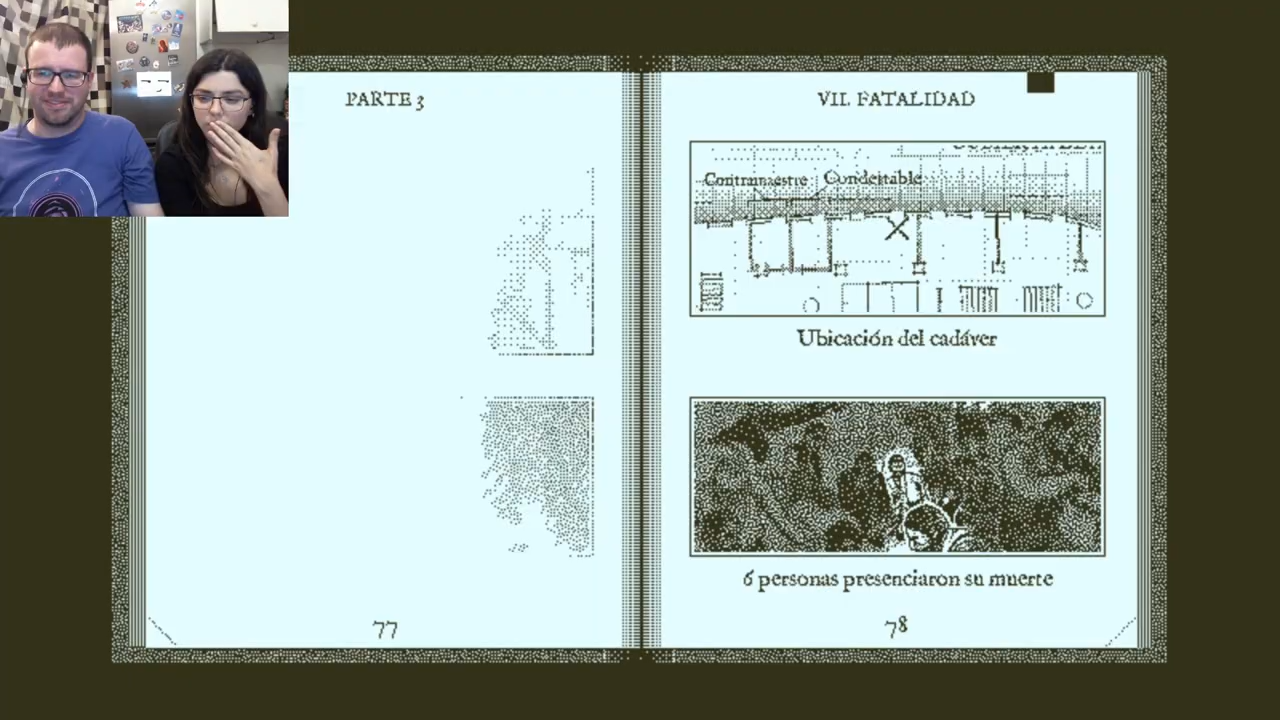 PARTE 3
VII. FATALIDAD
Contramaestre
Condestable
Ubicación del cadáver
6 personas presenciaron su muerte
77
78